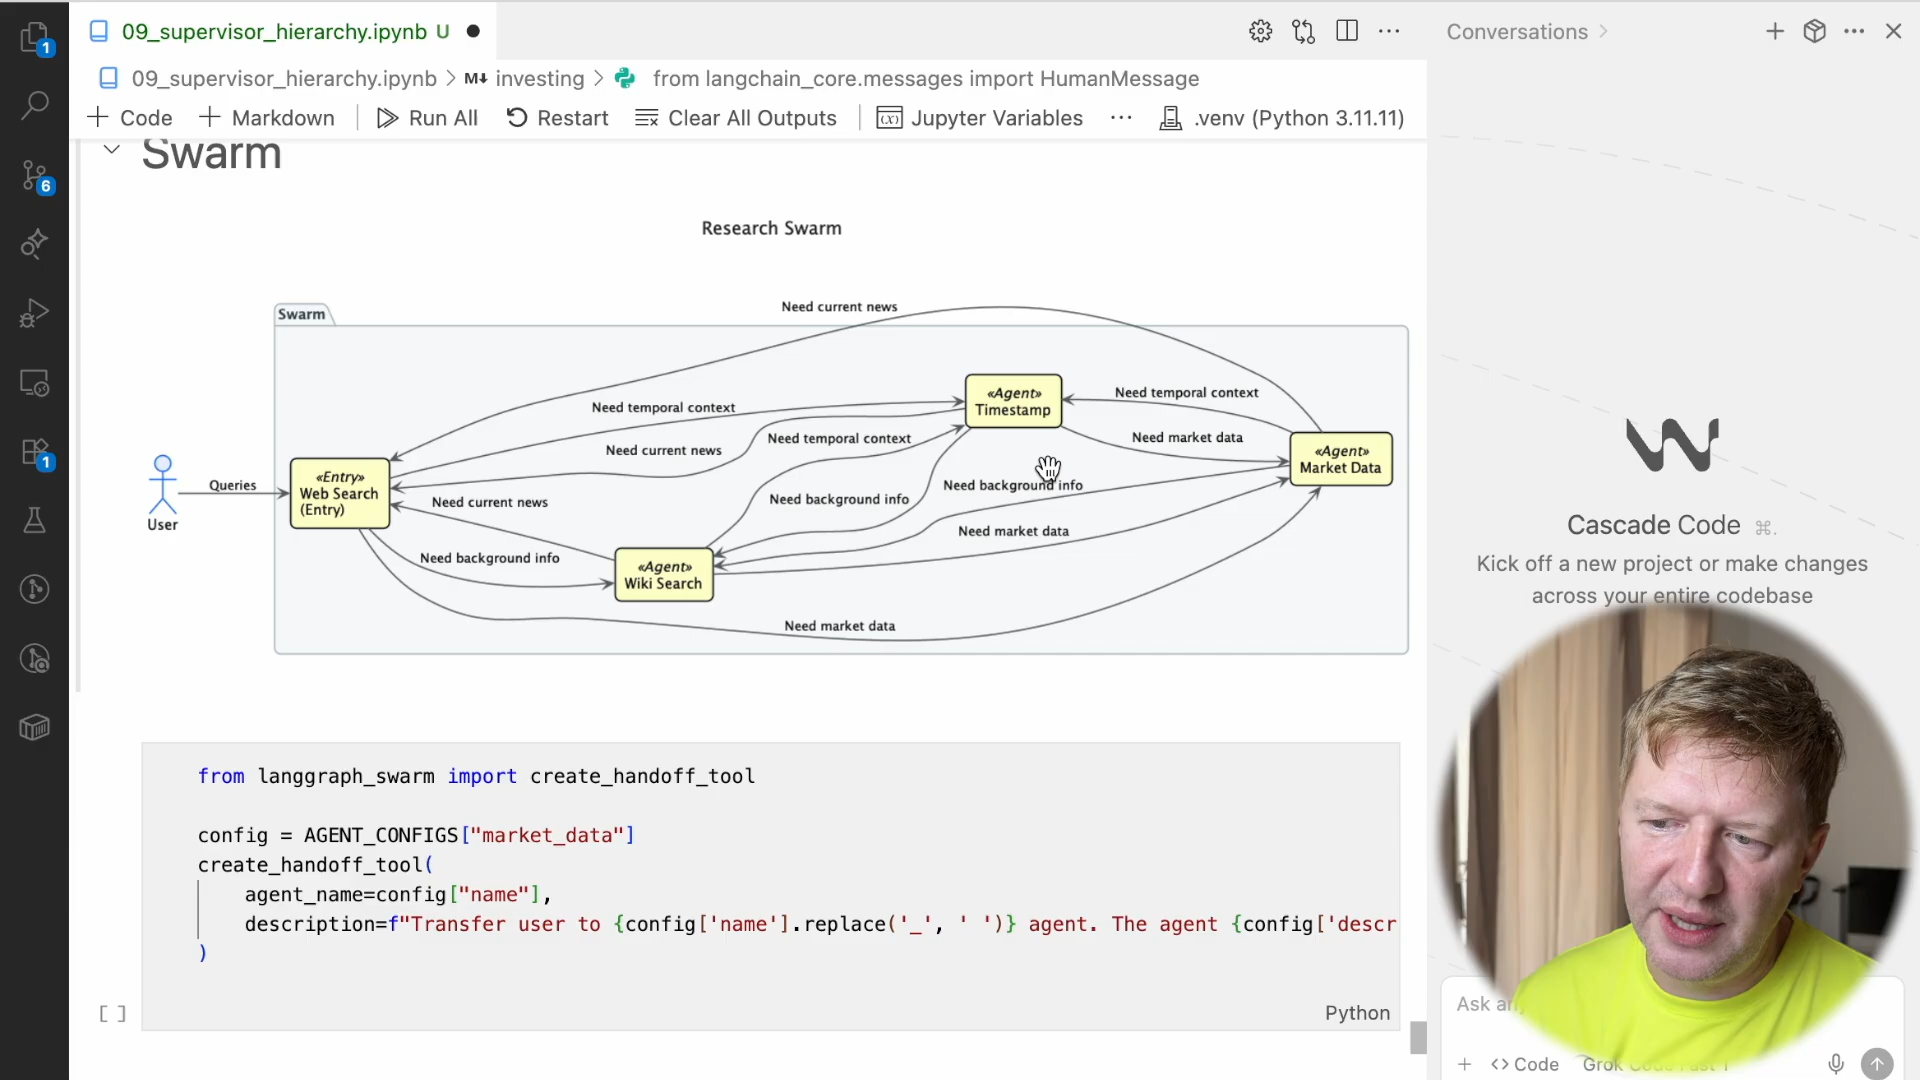 09_supervisor_hierarchy.ipynb U
Conversations
1
09_supervisor_hierarchy.ipynb > M↓ investing > from langchain_core.messages import HumanMessage
+ Code + Markdown Run All Restart Clear All Outputs Jupyter Variables ... .venv (Python 3.11.11)
6
1
Swarm
Research Swarm
Need current news
Swarm
Need temporal context
«Agent»
Timestamp
Need temporal context
Need current news
Need temporal context
Need market data
«Agent»
Market Data
Queries
User
«Entry»
Web Search
(Entry)
Need current news
Need background info
Need background info
Need market data
Need background info
«Agent»
Wiki Search
Need market data
from langgraph_swarm import create_handoff_tool
config = AGENT_CONFIGS["market_data"]
create_handoff_tool(
agent_name=config["name"],
description=f"Transfer user to {config['name'].replace('_', ' ')} agent. The agent {config['descr
)
[ ]
Python
Cascade Code ⌘.
Kick off a new project or make changes
across your entire codebase
Ask
+ <> Code